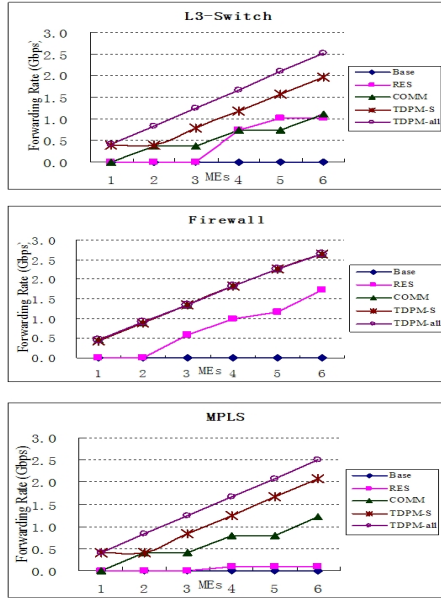 L3-Switch
Forwarding Rate (Gbps)
3.0
2.5
2.0
1.5
1.0
0.5
0.0
1 2 3 4 5 6
MEs
Base
RES
COMM
TDPM-S
TDPM-all
Firewall
Forwarding Rate (Gbps)
3.0
2.5
2.0
1.5
1.0
0.5
0.0
1 2 3 4 5 6
MEs
Base
RES
COMM
TDPM-S
TDPM-all
MPLS
Forwarding Rate (Gbps)
3.0
2.5
2.0
1.5
1.0
0.5
0.0
1 2 3 4 5 6
MEs
Base
RES
COMM
TDPM-S
TDPM-all